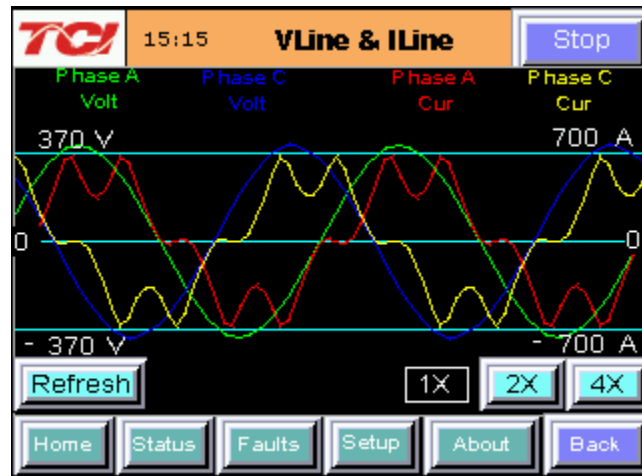 TCI 15:15 VLine & ILine Stop
Phase A Phase C Phase A Phase C
Volt Volt Cur Cur
370 V 700 A
0 0
- 370 V - 700 A
Refresh 1X 2X 4X
Home Status Faults Setup About Back